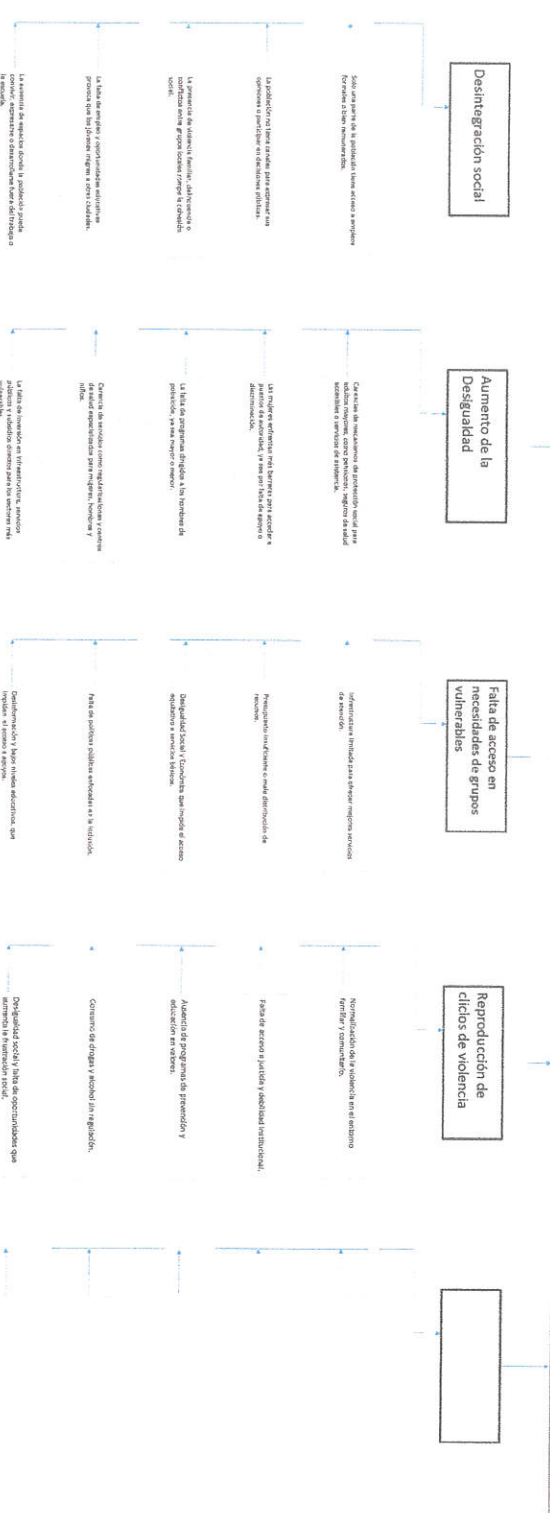 Desintegración social
Solo una parte de la población tiene acceso a empleos
formales o bien remunerados.
La población no tiene canales para expresar sus
opiniones o participar en decisiones públicas.
La presencia de violencia familiar, delincuencia o
conflictos entre grupos locales rompe la cohesión
social.
La falta de empleo y oportunidades educativas
provoca que los jóvenes migren a otras ciudades.
La ausencia de espacios donde la población pueda
convivir, expresarse o desarrollarse fuera del trabajo o
la escuela.
Aumento de la
Desigualdad
Carencias de mecanismos de protección social para
adultos mayores, como pensiones, seguros de salud
accesibles o servicios de asistencia.
Las mujeres enfrentan más barreras para acceder a
puestos de autoridad, ya sea por falta de apoyo o
discriminación.
La falta de programas dirigidos a los hombres de
población, ya sea mayor o menor.
Carencia de servicios como regularizaciones y centros
de salud especializados para mujeres, hombres y
niños.
La falta de inversión en infraestructura, servicios
públicos y subsidios directos para los sectores más
vulnerables.
Falta de acceso en
necesidades de grupos
vulnerables
Infraestructura limitada para ofrecer mejores servicios
de atención.
Presupuesto insuficiente o mala distribución de
recursos.
Desigualdad Social y Económica que impide el acceso
equitativo a servicios básicos.
Falta de políticas públicas enfocadas en la inclusión.
Desinformación y bajos niveles educativos, que
impiden el acceso a apoyos.
Reproducción de
cliclos de violencia
Normalización de la violencia en el entorno
familiar y comunitario.
Falta de acceso a justicia y debilidad institucional.
Ausencia de programas de prevención y
educación en valores.
Consumo de drogas y alcohol sin regulación.
Desigualdad social y falta de oportunidades que
aumenta la frustración social.